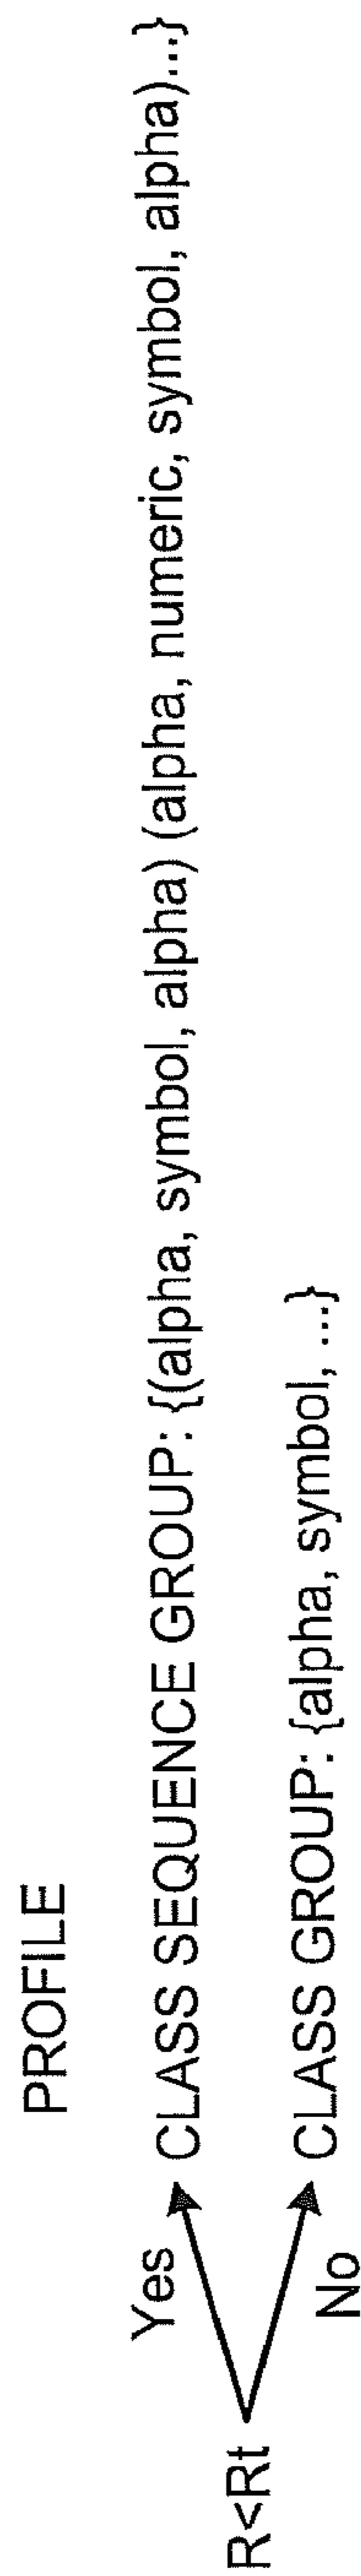 PROFILE
R<Rt
Yes
CLASS SEQUENCE GROUP: {(alpha, symbol, alpha) (alpha, numeric, symbol, alpha)...}
No
CLASS GROUP: {alpha, symbol, ...}